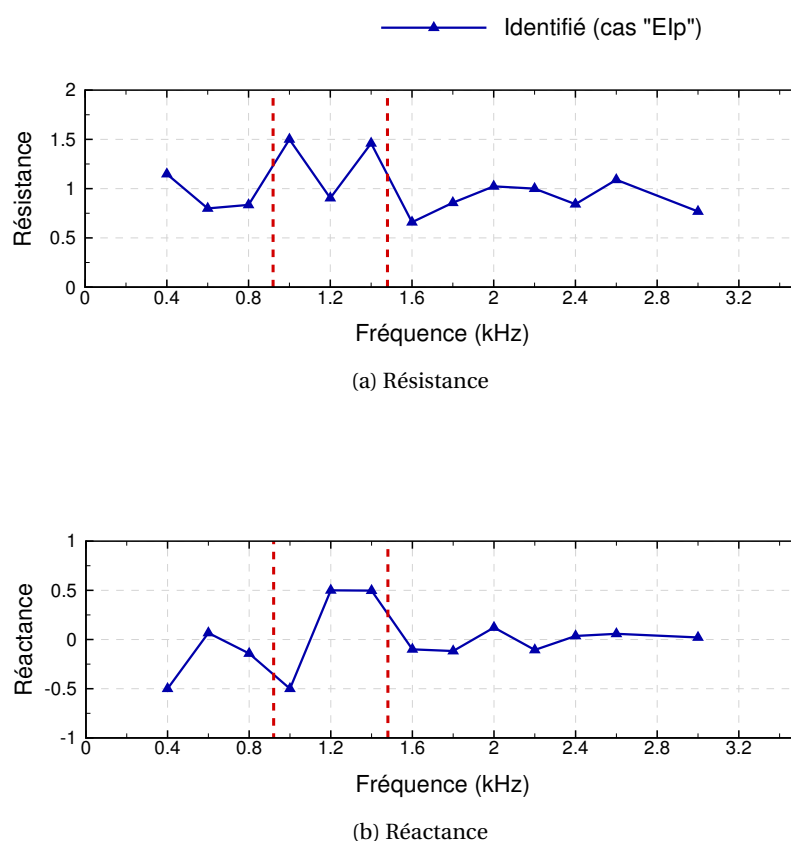 Identifié (cas "EIp")
2
1.5
1
0.5
0
Résistance
0 0.4 0.8 1.2 1.6 2 2.4 2.8 3.2
Fréquence (kHz)
(a) Résistance
1
0.5
0
-0.5
-1
Réactance
0 0.4 0.8 1.2 1.6 2 2.4 2.8 3.2
Fréquence (kHz)
(b) Réactance